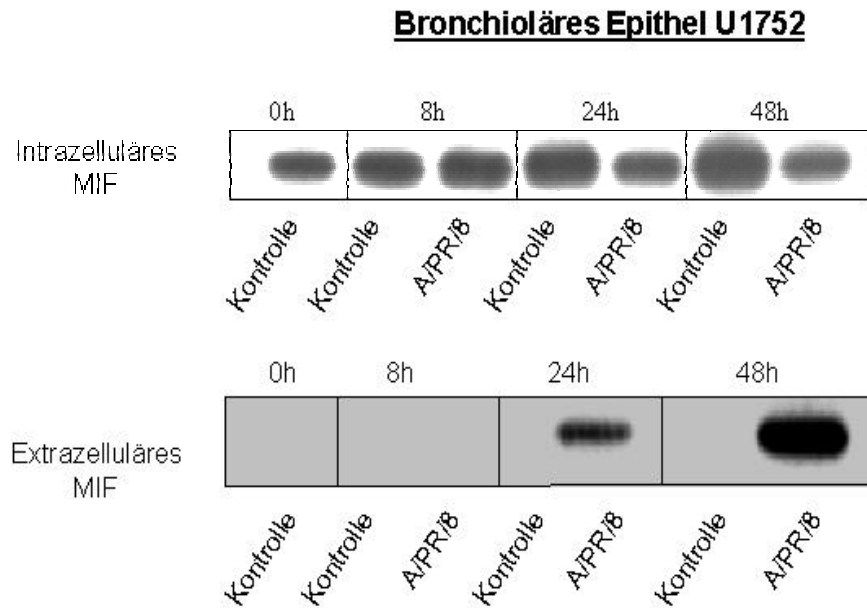 Bronchioläres Epithel U1752
0h 8h 24h 48h
Intrazelluläres
MIF
Kontrolle Kontrolle A/PR/8 Kontrolle A/PR/8 Kontrolle A/PR/8
0h 8h 24h 48h
Extrazelluläres
MIF
Kontrolle Kontrolle A/PR/8 Kontrolle A/PR/8 Kontrolle A/PR/8